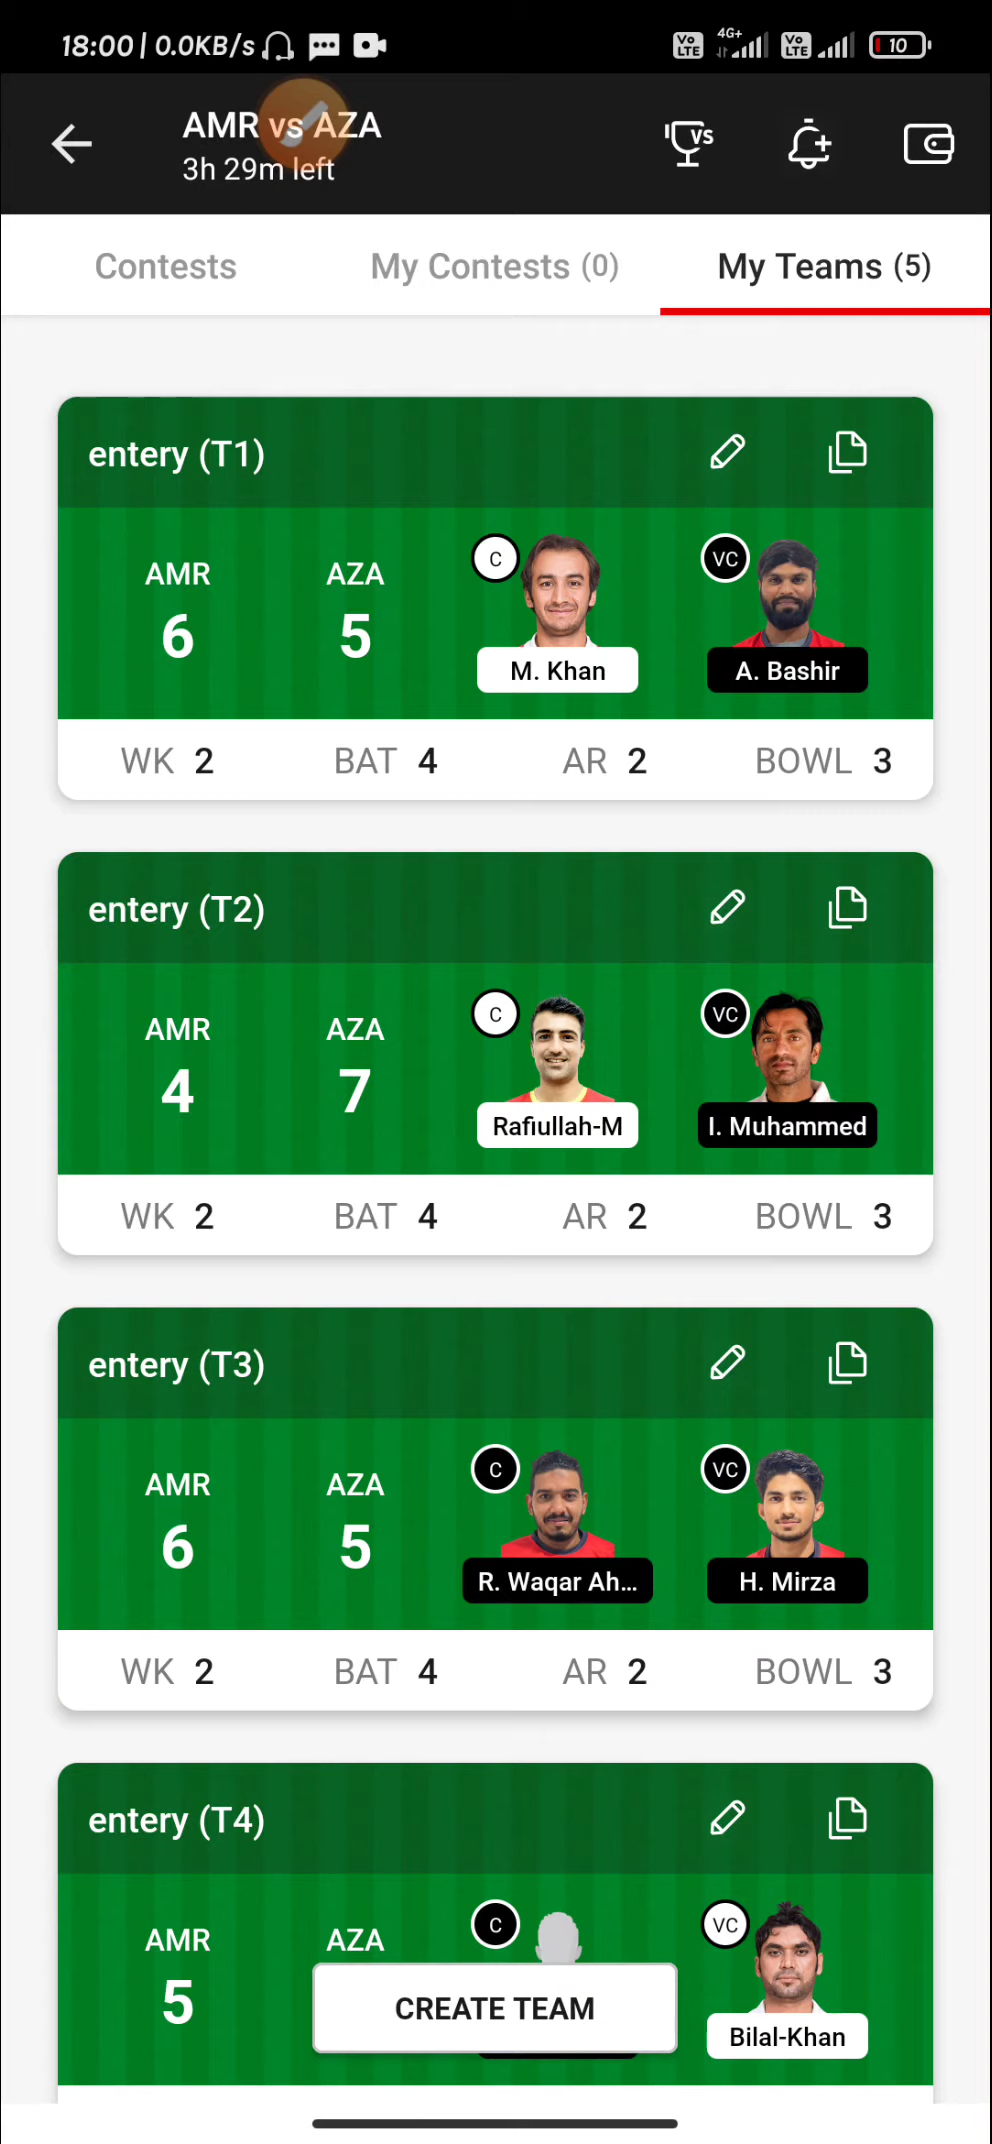 18:00 | 0.0KB/s Vo LTE 4G+ Vo LTE 10
AMR vs AZA
3h 29m left
VS
Contests My Contests (0) My Teams (5)
entery (T1)
AMR AZA C VC
6 5
M. Khan A. Bashir
WK 2 BAT 4 AR 2 BOWL 3
entery (T2)
AMR AZA C VC
4 7
Rafiullah-M I. Muhammed
WK 2 BAT 4 AR 2 BOWL 3
entery (T3)
AMR AZA C VC
6 5
R. Waqar Ah... H. Mirza
WK 2 BAT 4 AR 2 BOWL 3
entery (T4)
AMR AZA C VC
5
CREATE TEAM
Bilal-Khan